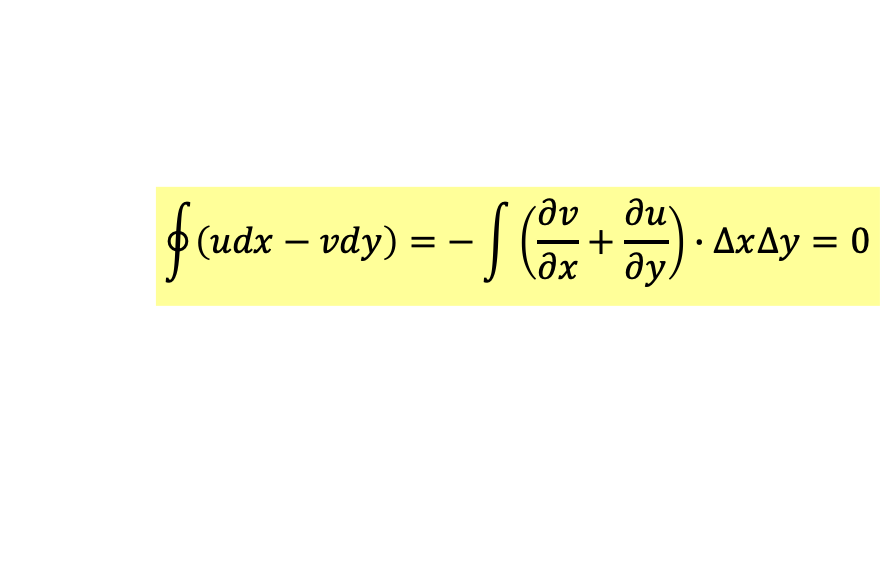 ∮(udx − vdy) = −∫(∂v/∂x + ∂u/∂y) · ΔxΔy = 0